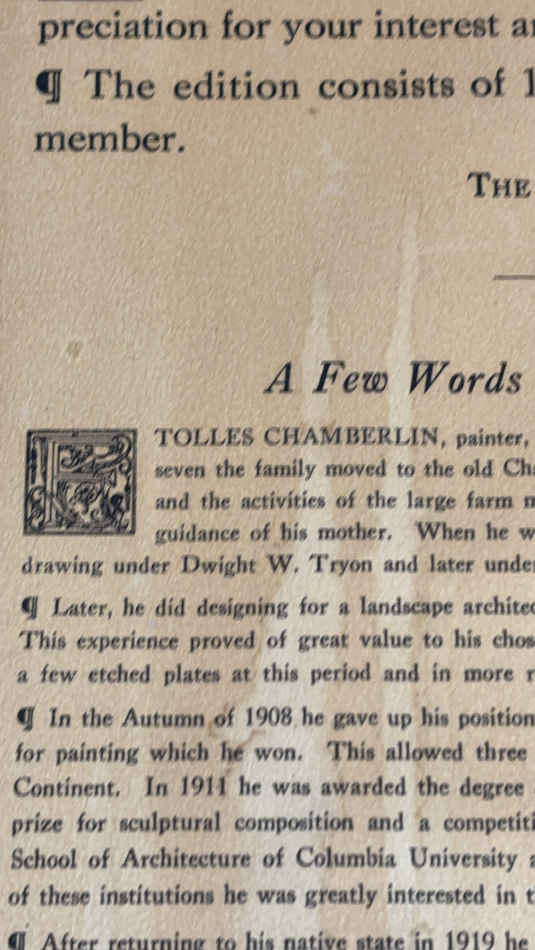 preciation for your interest
¶ The edition consists of 1
member.
THE
A Few Words
F TOLLES CHAMBERLIN, painter,
seven the family moved to the old
and the activities of the large farm
guidance of his mother. When he
drawing under Dwight W. Tryon and later under
¶ Later, he did designing for a landscape
This experience proved of great value to his
a few etched plates at this period and in more
¶ In the Autumn of 1908 he gave up his position
for painting which he won. This allowed three
Continent. In 1911 he was awarded the degree
prize for sculptural composition and a
School of Architecture of Columbia University
of these institutions he was greatly interested in
¶ After returning to his native state in 1919 he